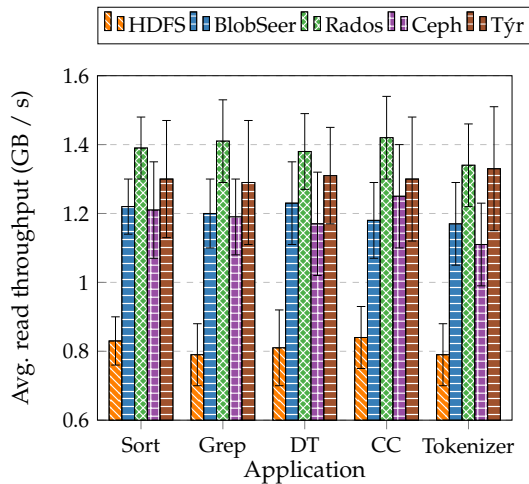 HDFS BlobSeer Rados Ceph Týr
Avg. read throughput (GB / s)
1.6
1.4
1.2
1
0.8
0.6
Sort Grep DT CC Tokenizer
Application